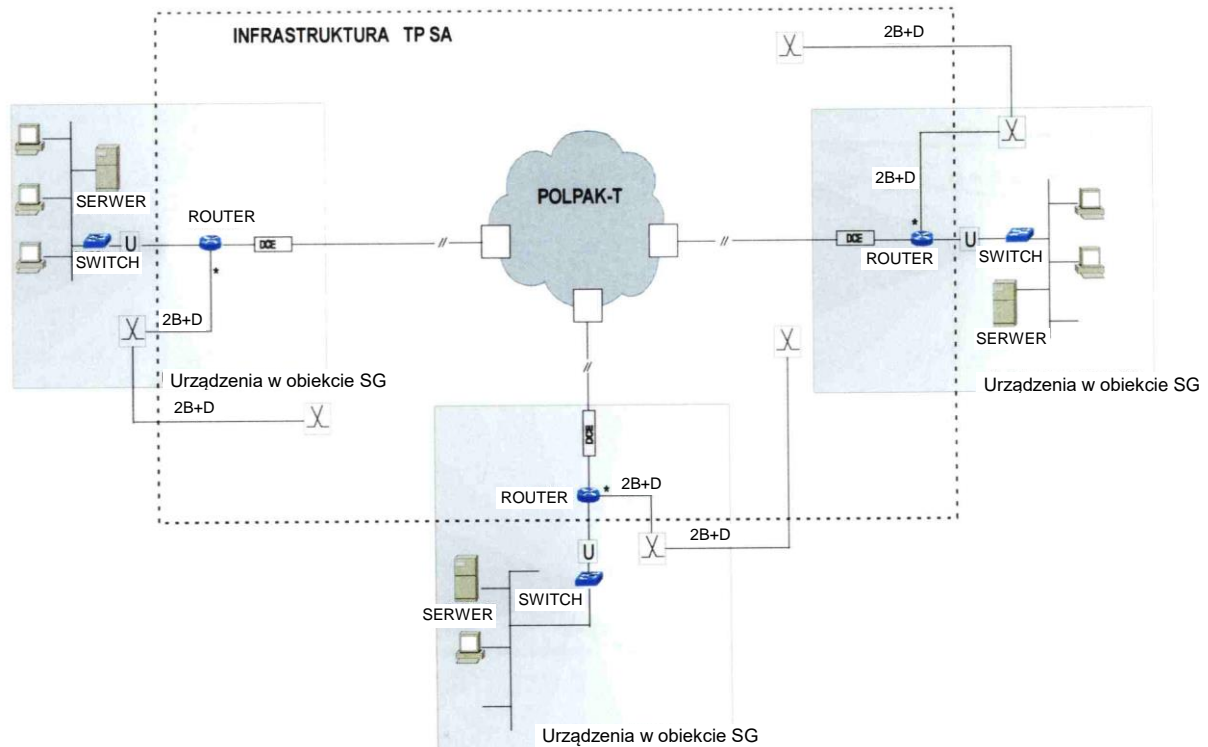 INFRASTRUKTURA TP SA
2B+D
POLPAK-T
SERWER
ROUTER
DCE
U
SWITCH
*
2B+D
Urządzenia w obiekcie SG
2B+D
2B+D
*
DCE
ROUTER
U
SWITCH
SERWER
Urządzenia w obiekcie SG
DCE
ROUTER
*
2B+D
2B+D
U
SWITCH
SERWER
Urządzenia w obiekcie SG